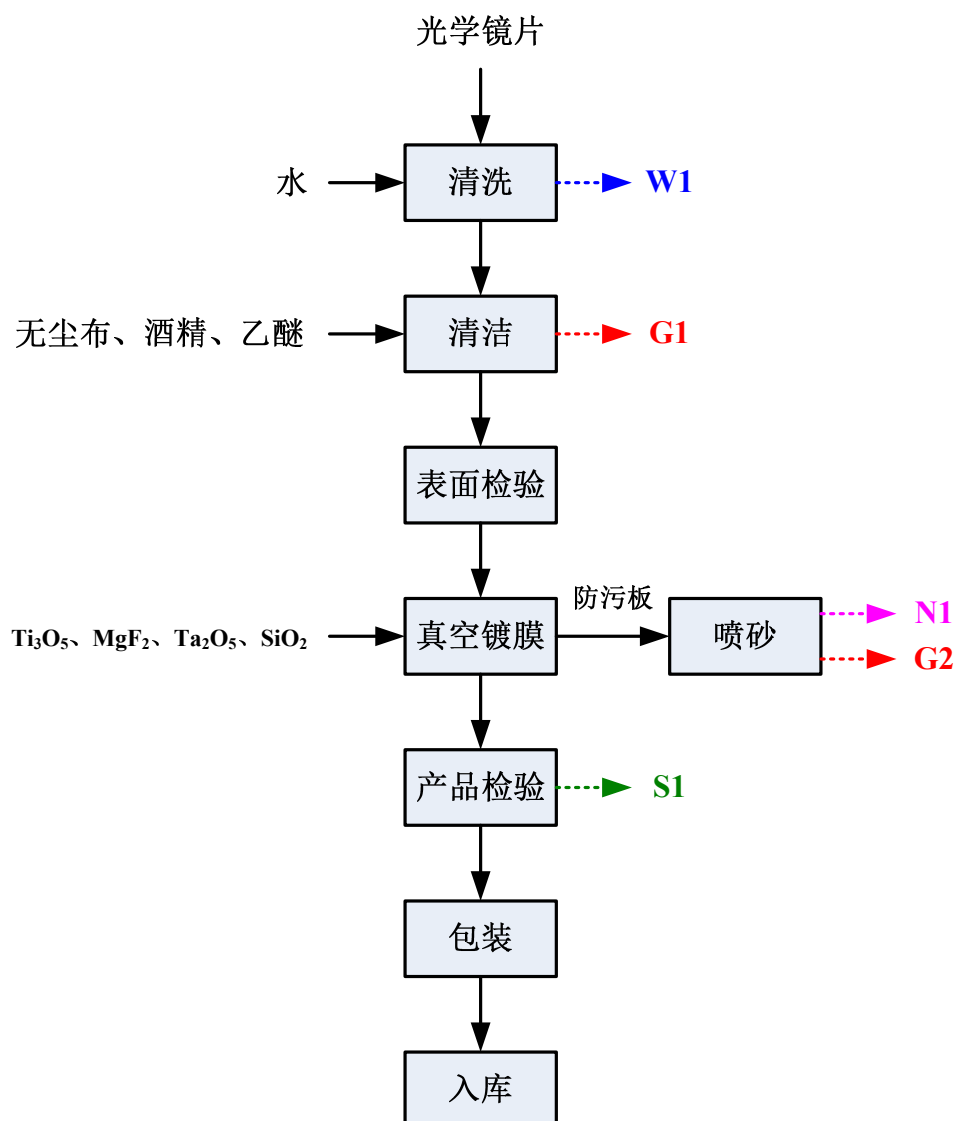 光学镜片
水
清洗
W1
无尘布、酒精、乙醚
清洁
G1
表面检验
Ti₃O₅、MgF₂、Ta₂O₅、SiO₂
真空镀膜
防污板
喷砂
N1
G2
产品检验
S1
包装
入库